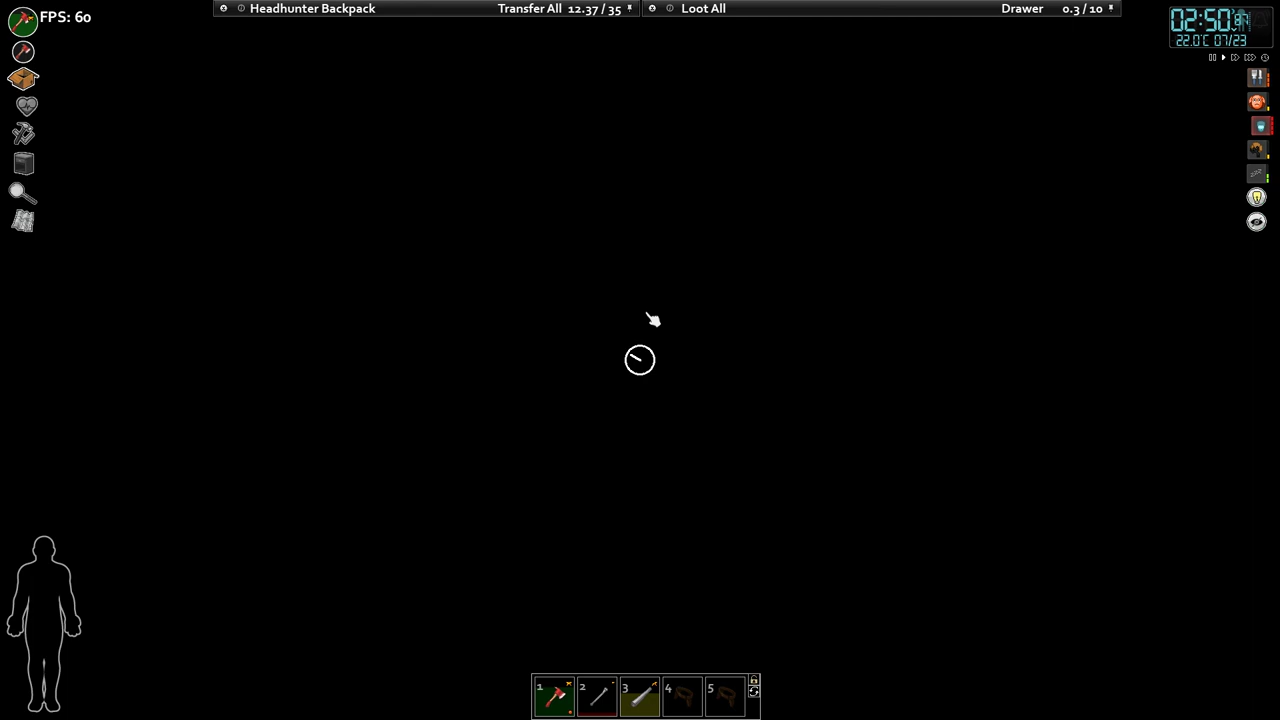 FPS: 60
Headhunter Backpack Transfer All 12.37 / 35
Loot All Drawer 0.3 / 10
02:50
22.0°C 07/23
1 2 3 4 5